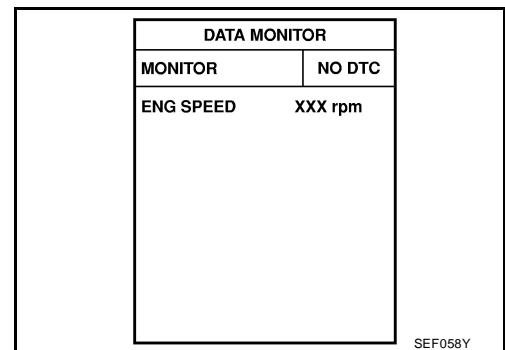 DATA MONITOR
MONITOR NO DTC
ENG SPEED XXX rpm
SEF058Y